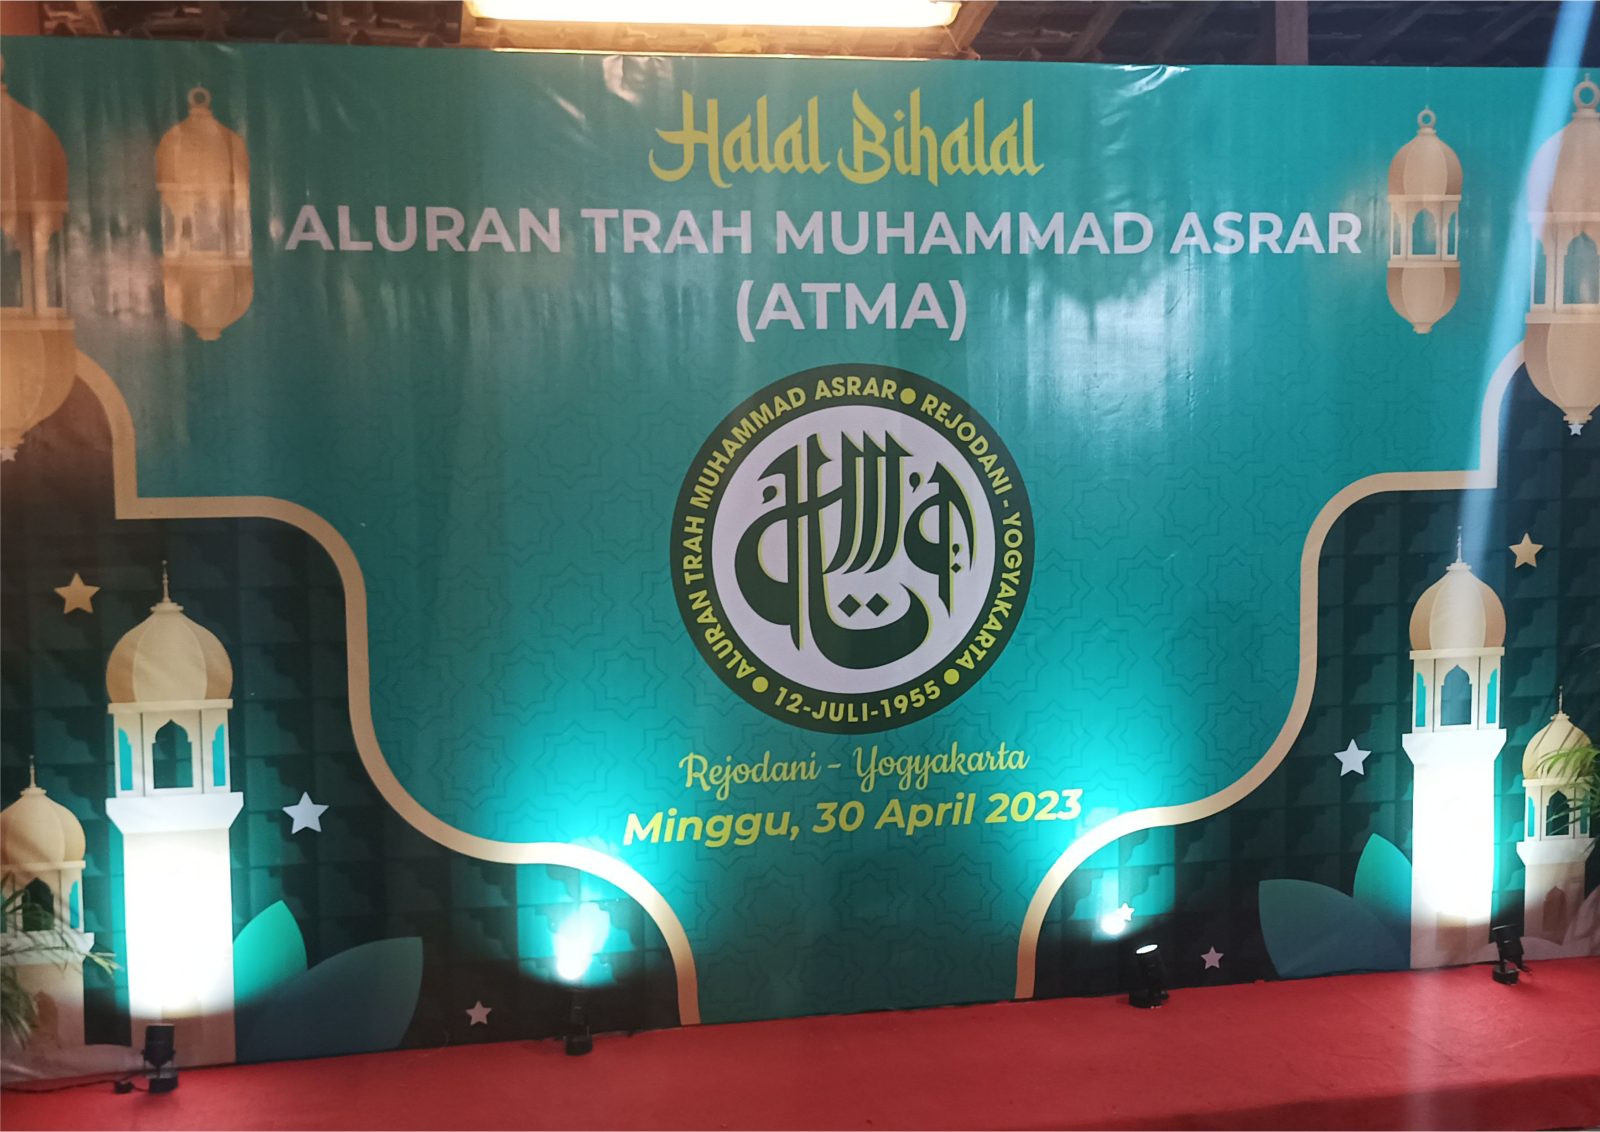 Halal Bihalal
ALURAN TRAH MUHAMMAD ASRAR
(ATMA)
ALURAN TRAH MUHAMMAD ASRAR
REJODANI - YOGYAKARTA
12-JULI-1955
Rejodani - Yogyakarta
Minggu, 30 April 2023